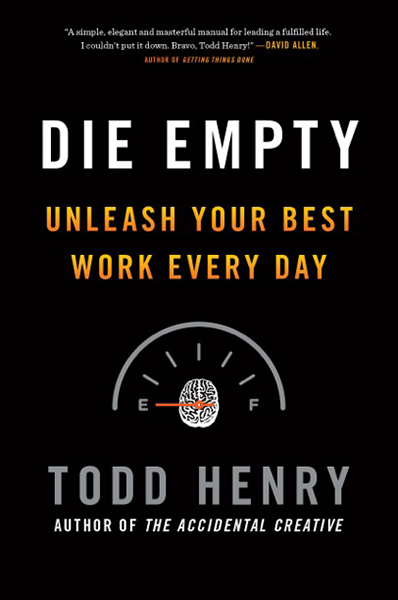 "A simple, elegant and masterful manual for leading a fulfilled life.
I couldn't put it down. Bravo, Todd Henry!" —DAVID ALLEN,
AUTHOR OF GETTING THINGS DONE
DIE EMPTY
UNLEASH YOUR BEST
WORK EVERY DAY
E F
TODD HENRY
AUTHOR OF THE ACCIDENTAL CREATIVE